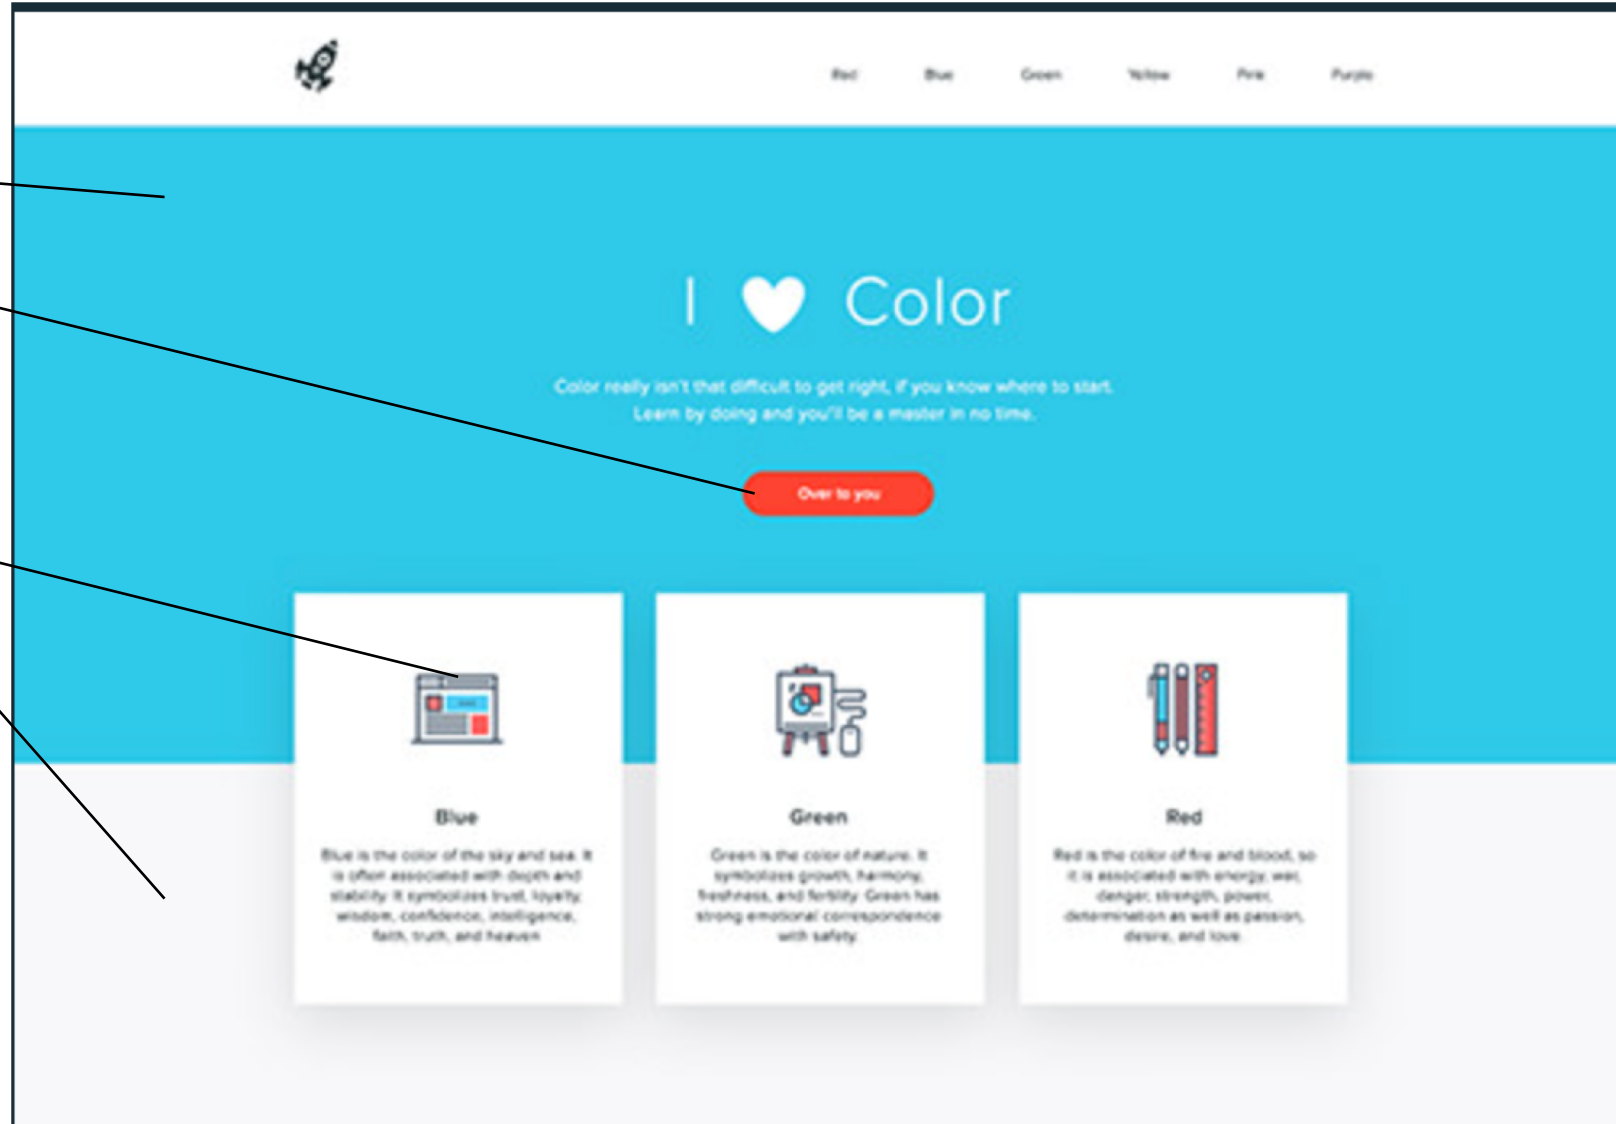 Red Blue Green Yellow Pink Purple
I Color
Color really isn't that difficult to get right, if you know where to start.
Learn by doing and you'll be a master in no time.
Over to you
Blue
Blue is the color of the sky and sea. It
is often associated with depth and
stability. It symbolizes trust, loyalty,
wisdom, confidence, intelligence,
faith, truth, and heaven
Green
Green is the color of nature. It
symbolizes growth, harmony,
freshness, and fertility. Green has
strong emotional correspondence
with safety.
Red
Red is the color of fire and blood, so
it is associated with energy, war,
danger, strength, power,
determination as well as passion,
desire, and love.